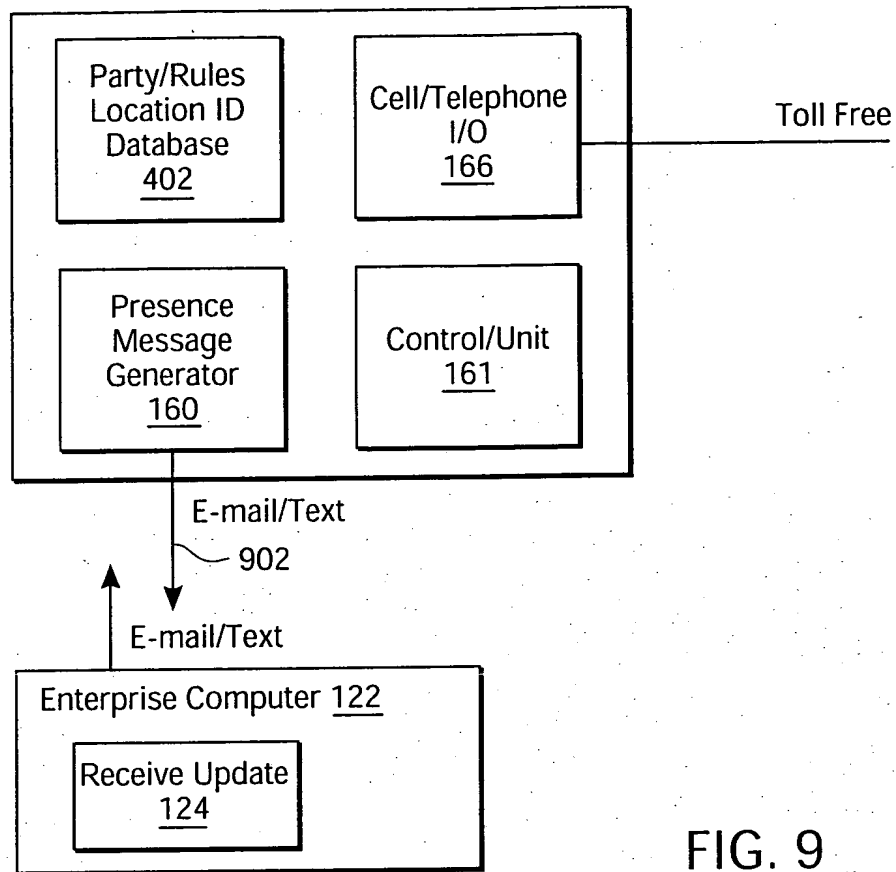 Party/Rules
Location ID
Database
402
Cell/Telephone
I/O
166
Toll Free
Presence
Message
Generator
160
Control/Unit
161
E-mail/Text
902
E-mail/Text
Enterprise Computer 122
Receive Update
124
FIG. 9